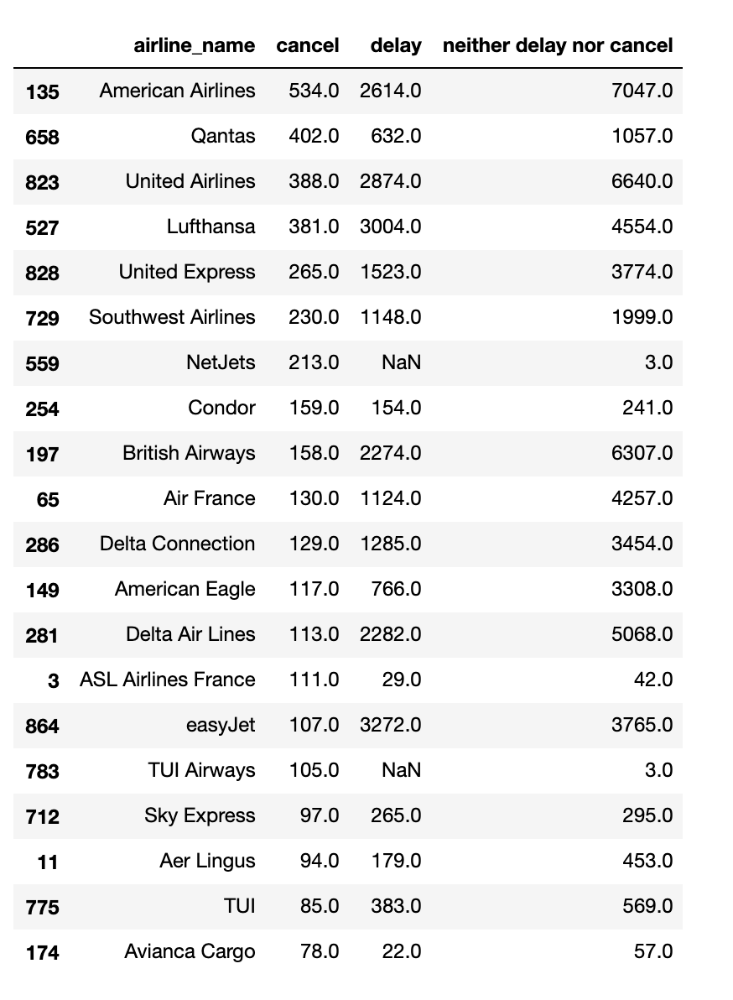 airline_name cancel delay neither delay nor cancel
135 American Airlines 534.0 2614.0 7047.0
658 Qantas 402.0 632.0 1057.0
823 United Airlines 388.0 2874.0 6640.0
527 Lufthansa 381.0 3004.0 4554.0
828 United Express 265.0 1523.0 3774.0
729 Southwest Airlines 230.0 1148.0 1999.0
559 NetJets 213.0 NaN 3.0
254 Condor 159.0 154.0 241.0
197 British Airways 158.0 2274.0 6307.0
65 Air France 130.0 1124.0 4257.0
286 Delta Connection 129.0 1285.0 3454.0
149 American Eagle 117.0 766.0 3308.0
281 Delta Air Lines 113.0 2282.0 5068.0
3 ASL Airlines France 111.0 29.0 42.0
864 easyJet 107.0 3272.0 3765.0
783 TUI Airways 105.0 NaN 3.0
712 Sky Express 97.0 265.0 295.0
11 Aer Lingus 94.0 179.0 453.0
775 TUI 85.0 383.0 569.0
174 Avianca Cargo 78.0 22.0 57.0